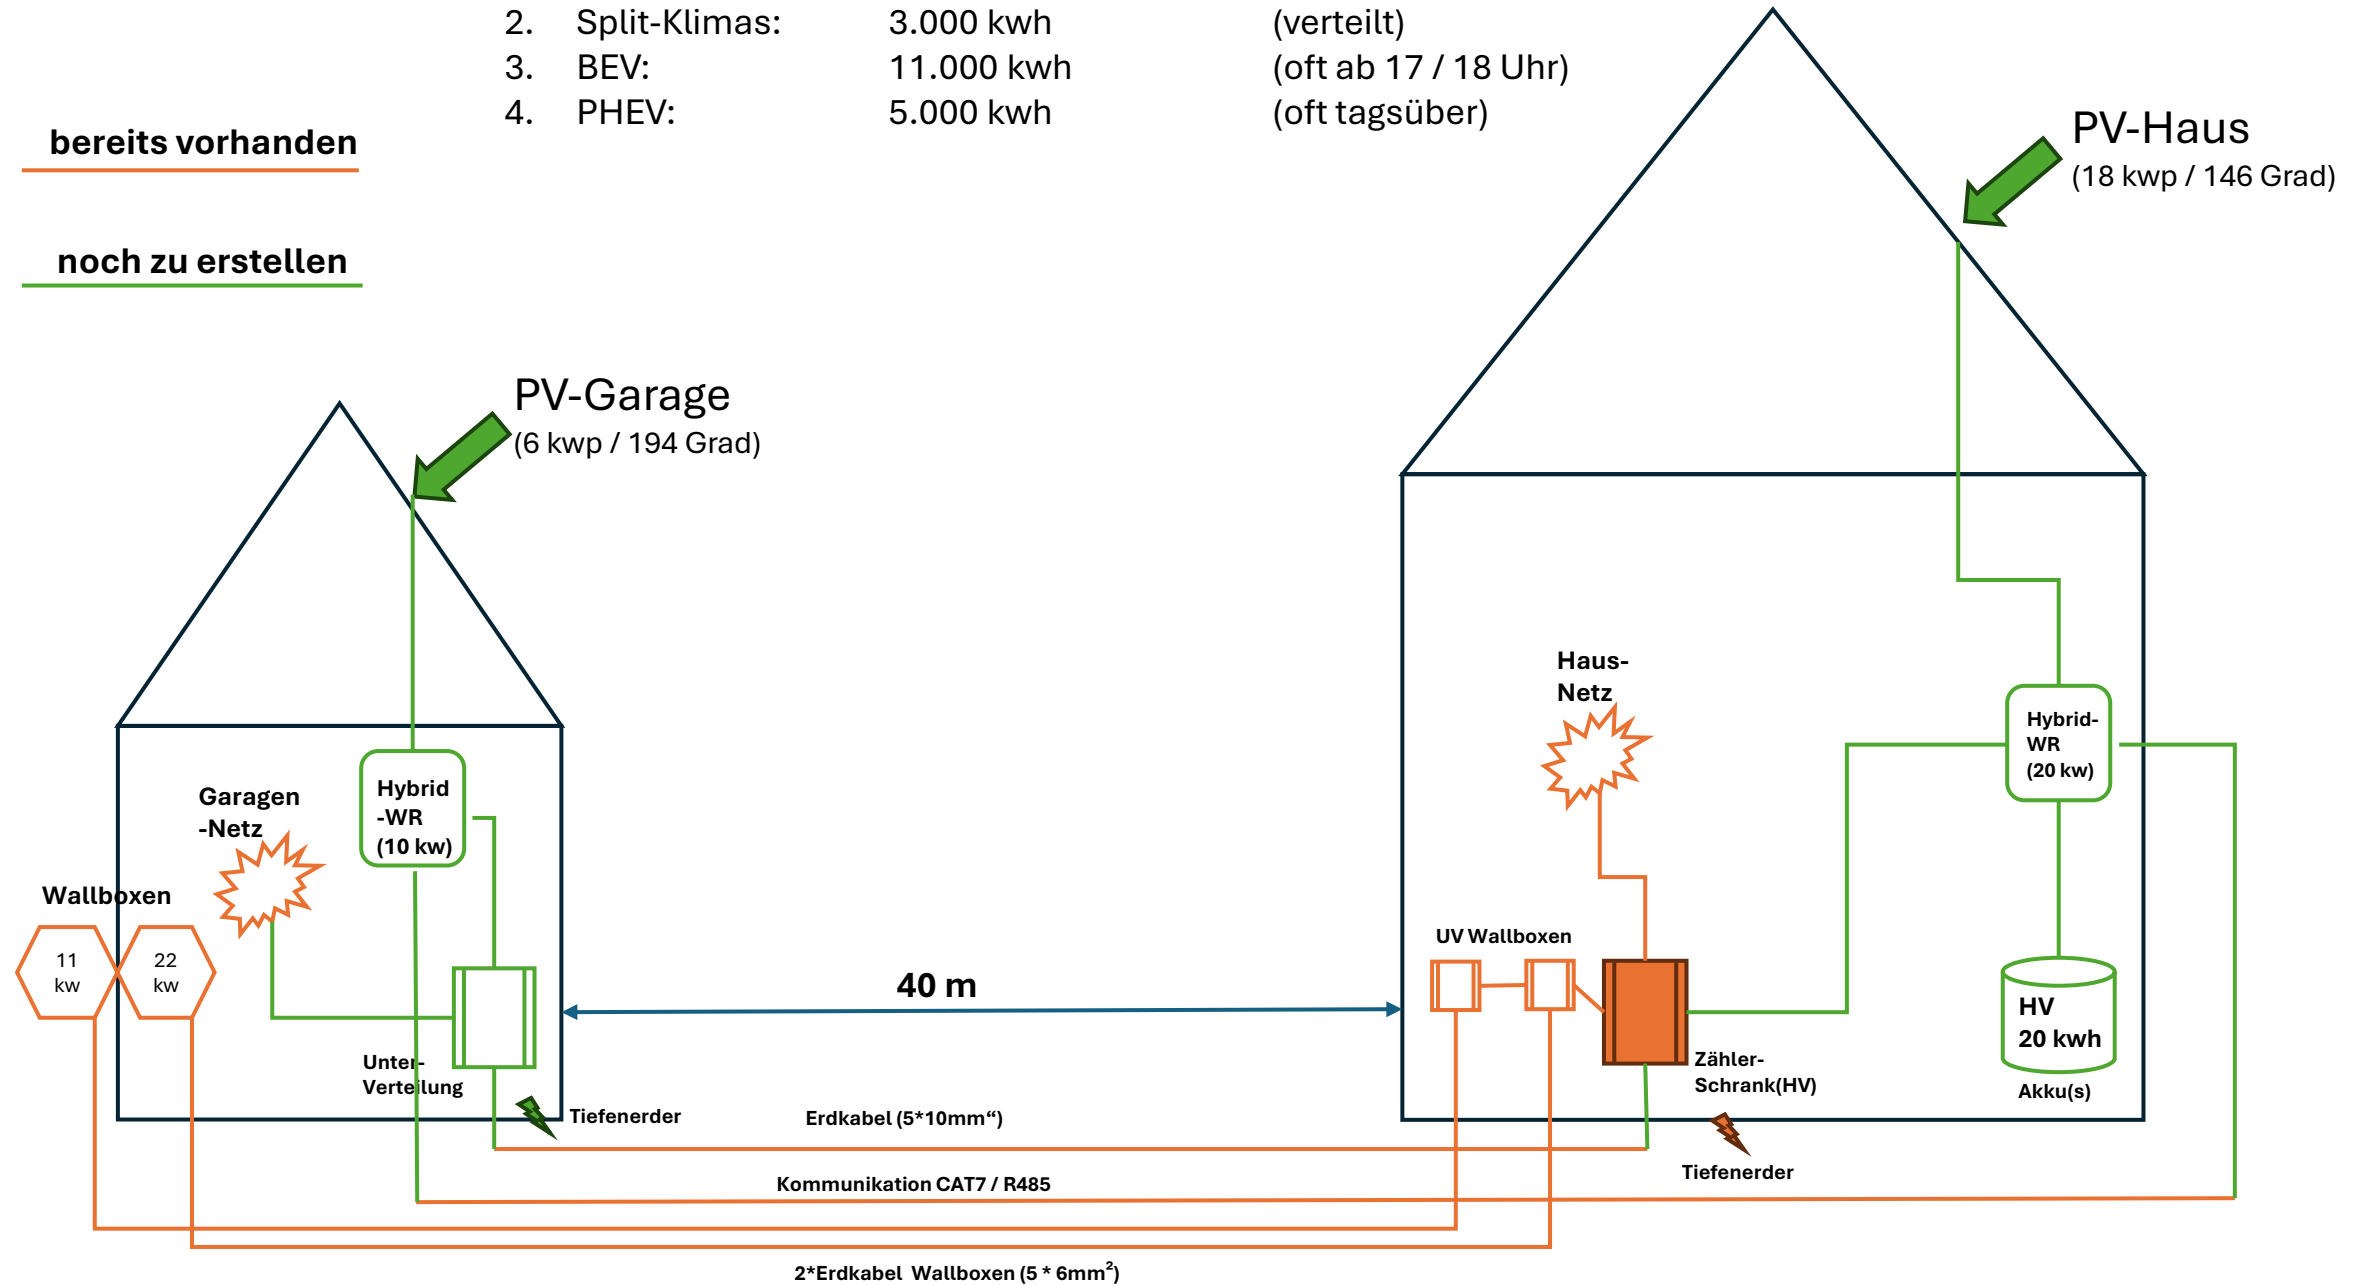 2. Split-Klimas: 3.000 kwh (verteilt)
3. BEV: 11.000 kwh (oft ab 17 / 18 Uhr)
4. PHEV: 5.000 kwh (oft tagsüber)
bereits vorhanden
noch zu erstellen
PV-Haus
(18 kwp / 146 Grad)
PV-Garage
(6 kwp / 194 Grad)
Haus-
Netz
Hybrid-
WR
(20 kw)
Hybrid
-WR
(10 kw)
Garagen
-Netz
Wallboxen
11
kw
22
kw
UV Wallboxen
40 m
HV
20 kwh
Akku(s)
Zähler-
Schrank(HV)
Unter-
Verteilung
Tiefenerder
Erdkabel (5*10mm“)
Tiefenerder
Kommunikation CAT7 / R485
2*Erdkabel Wallboxen (5 * 6mm²)